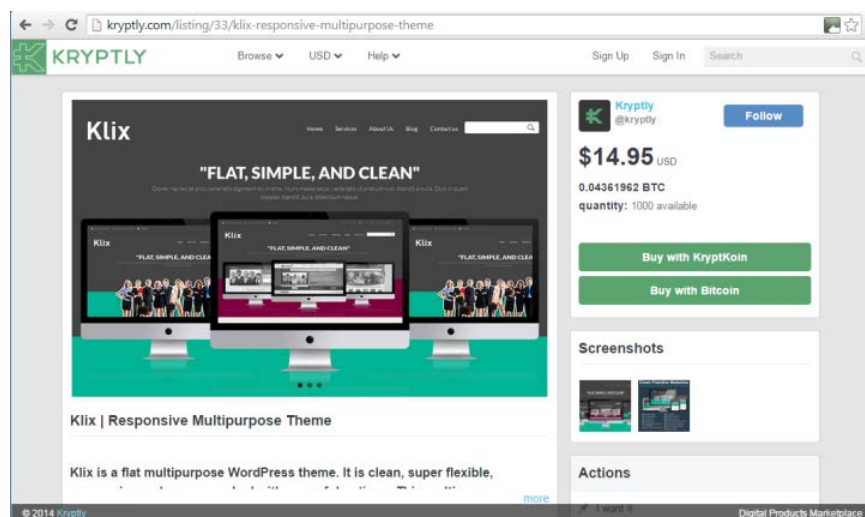 kryptly.com/listing/33/klix-responsive-multipurpose-theme
KRYPTLY
Browse
USD
Help
Sign Up
Sign In
Search
Klix
Home Services About Us Blog Contact us
"FLAT, SIMPLE, AND CLEAN"
Klix
"FLAT, SIMPLE, AND CLEAN"
Klix
"FLAT, SIMPLE, AND CLEAN"
Klix
"FLAT, SIMPLE, AND CLEA
Klix | Responsive Multipurpose Theme
Klix is a flat multipurpose WordPress theme. It is clean, super flexible,
more
Kryptly
@kryptly
Follow
$14.95 USD
0.04361962 BTC
quantity: 1000 available
Buy with KryptKoin
Buy with Bitcoin
Screenshots
Actions
I want it
© 2014 Kryptly
Digital Products Marketplace